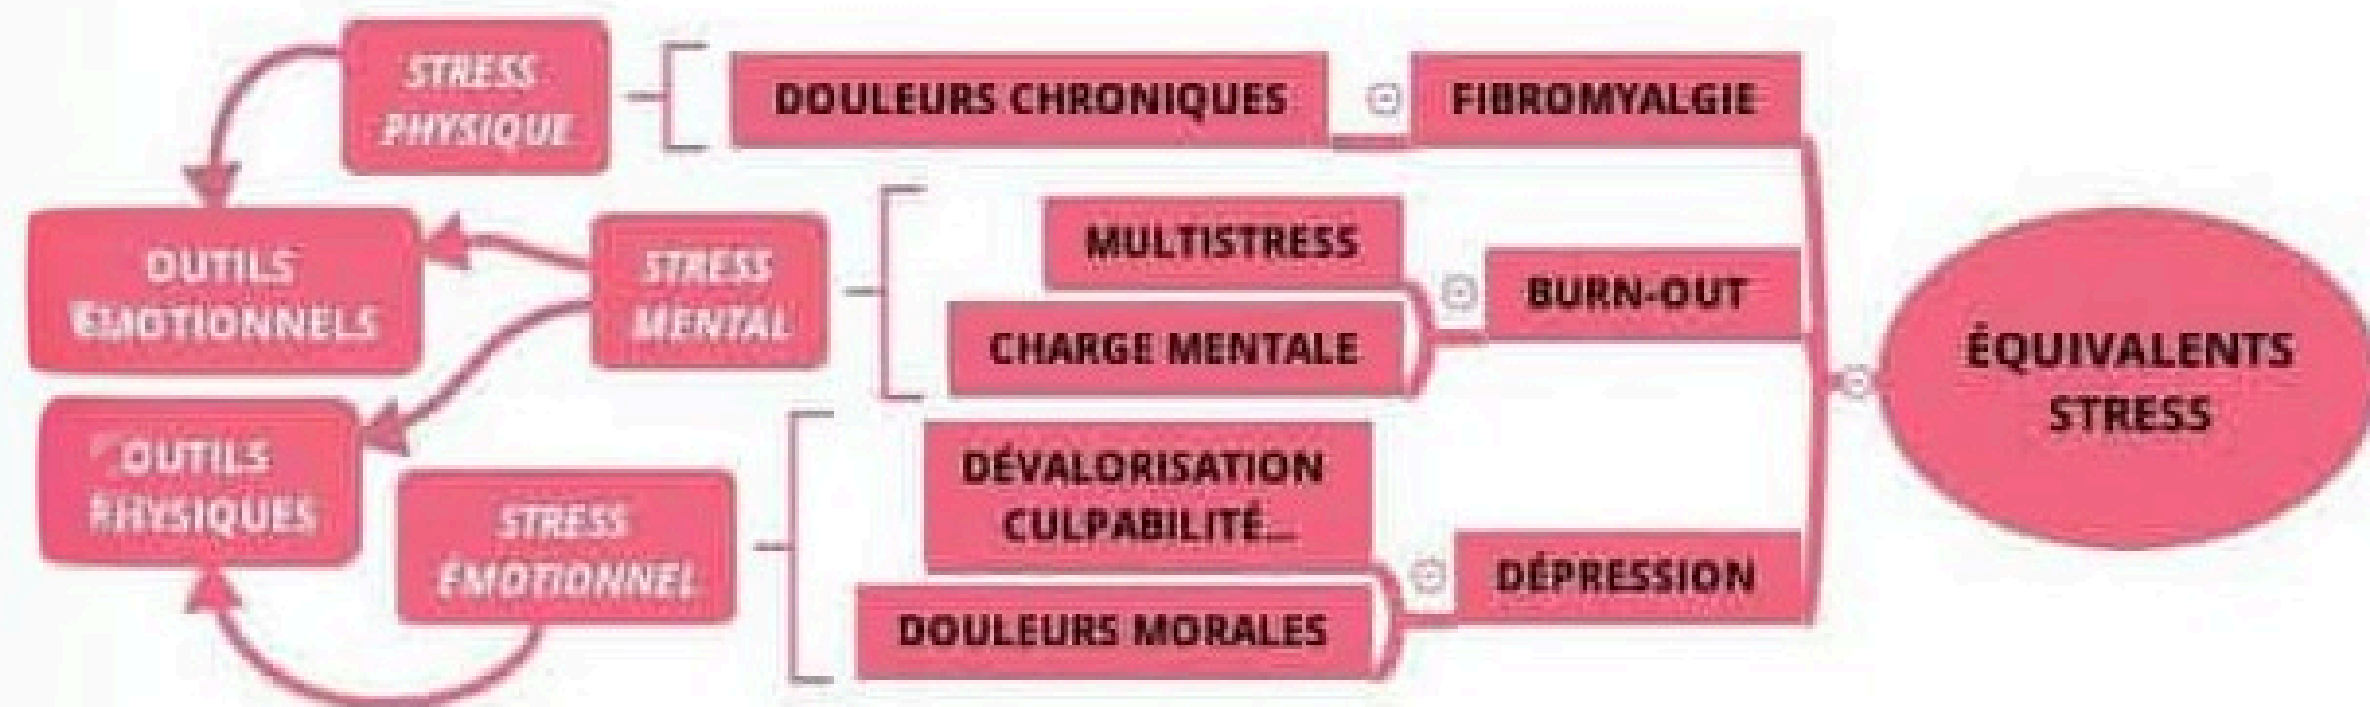 STRESS
PHYSIQUE
DOULEURS CHRONIQUES
FIBROMYALGIE
OUTILS
ÉMOTIONNELS
STRESS
MENTAL
MULTISTRESS
CHARGE MENTALE
BURN-OUT
ÉQUIVALENTS
STRESS
OUTILS
PHYSIQUES
STRESS
ÉMOTIONNEL
DÉVALORISATION
CULPABILITÉ...
DOULEURS MORALES
DÉPRESSION